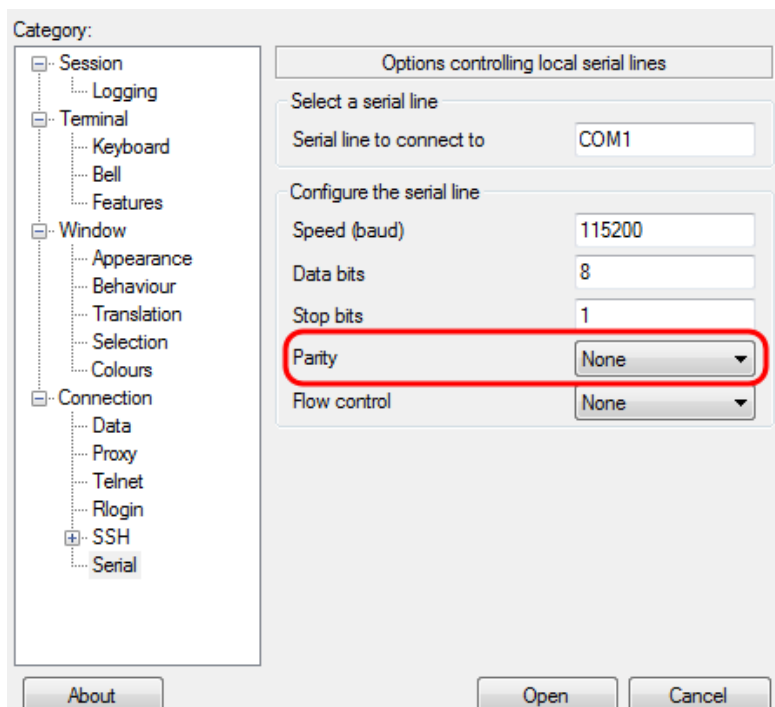 Category:
Session
Logging
Terminal
Keyboard
Bell
Features
Window
Appearance
Behaviour
Translation
Selection
Colours
Connection
Data
Proxy
Telnet
Rlogin
SSH
Serial
Options controlling local serial lines
Select a serial line
Serial line to connect to COM1
Configure the serial line
Speed (baud) 115200
Data bits 8
Stop bits 1
Parity None
Flow control None
About Open Cancel